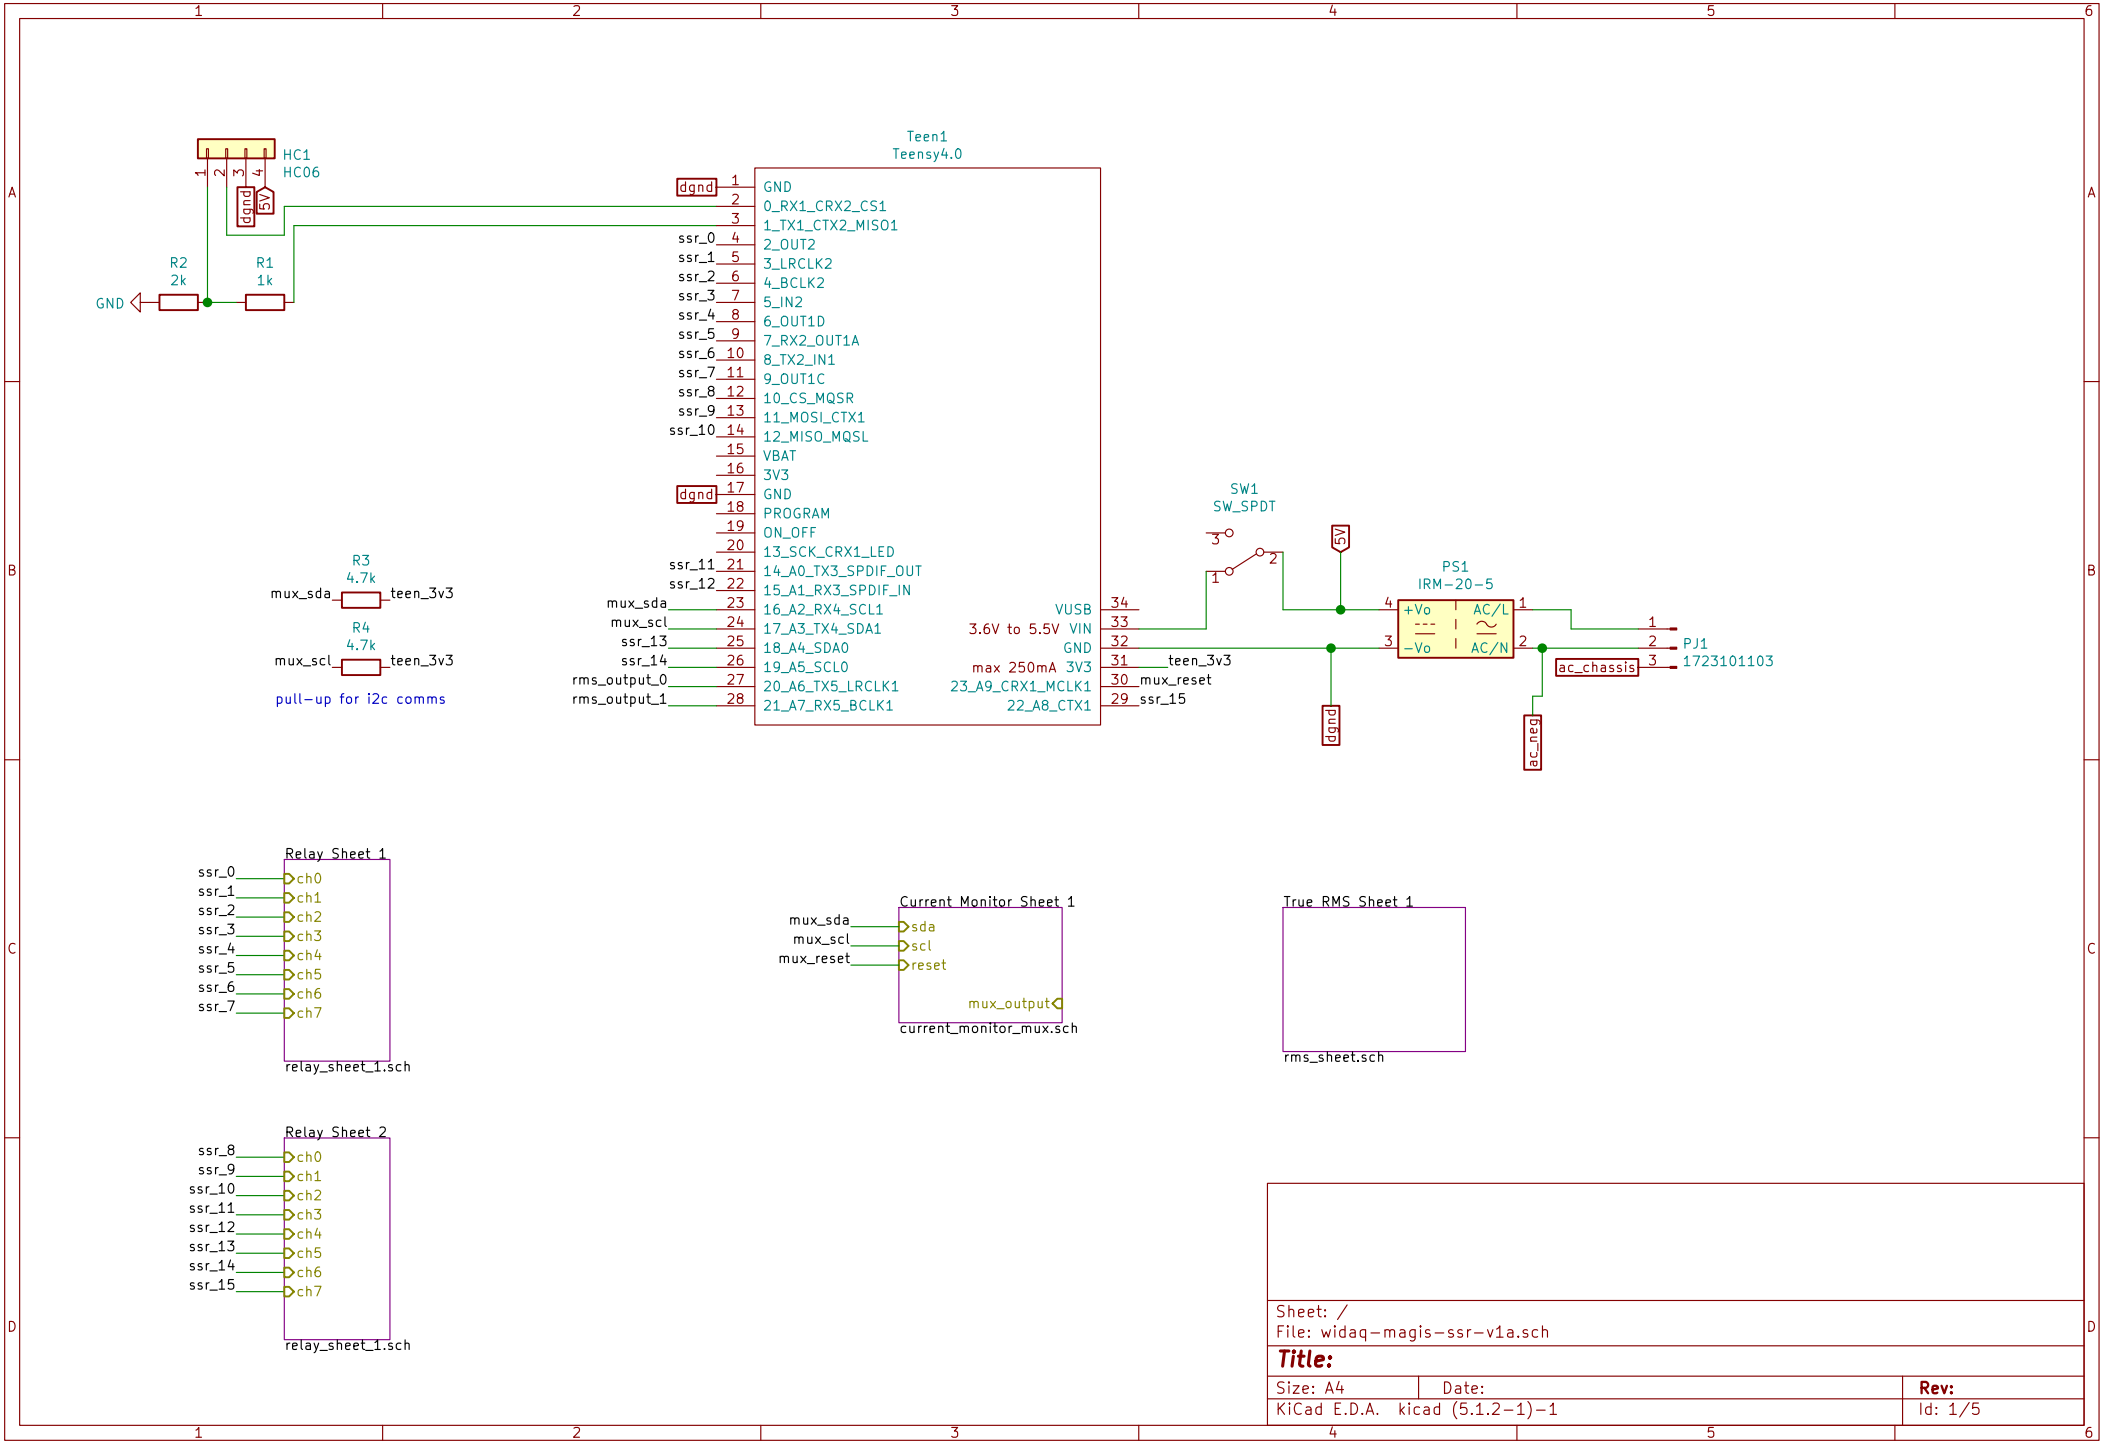 1 2 3 4 5 6
A A
B B
C C
D D
HC1
HC06
1
2
3
4
dgnd
5V
R2
2k
R1
1k
GND
Teen1
Teensy4.0
dgnd 1 GND
2 0_RX1_CRX2_CS1
3 1_TX1_CTX2_MISO1
ssr_0 4 2_OUT2
ssr_1 5 3_LRCLK2
ssr_2 6 4_BCLK2
ssr_3 7 5_IN2
ssr_4 8 6_OUT1D
ssr_5 9 7_RX2_OUT1A
ssr_6 10 8_TX2_IN1
ssr_7 11 9_OUT1C
ssr_8 12 10_CS_MQSR
ssr_9 13 11_MOSI_CTX1
ssr_10 14 12_MISO_MQSL
15 VBAT
16 3V3
dgnd 17 GND
18 PROGRAM
19 ON_OFF
20 13_SCK_CRX1_LED
ssr_11 21 14_A0_TX3_SPDIF_OUT
ssr_12 22 15_A1_RX3_SPDIF_IN
mux_sda 23 16_A2_RX4_SCL1
mux_scl 24 17_A3_TX4_SDA1
ssr_13 25 18_A4_SDA0
ssr_14 26 19_A5_SCL0
rms_output_0 27 20_A6_TX5_LRCLK1
rms_output_1 28 21_A7_RX5_BCLK1
VUSB 34
3.6V to 5.5V VIN 33
GND 32
max 250mA 3V3 31 teen_3v3
23_A9_CRX1_MCLK1 30 mux_reset
22_A8_CTX1 29 ssr_15
SW1
SW_SPDT
3
2
1
5V
dgnd
PS1
IRM-20-5
4 +Vo AC/L 1
3 -Vo AC/N 2
ac_neg
1
2
3
ac_chassis
PJ1
1723101103
R3
4.7k
mux_sda teen_3v3
R4
4.7k
mux_scl teen_3v3
pull-up for i2c comms
Relay Sheet 1
ssr_0 ch0
ssr_1 ch1
ssr_2 ch2
ssr_3 ch3
ssr_4 ch4
ssr_5 ch5
ssr_6 ch6
ssr_7 ch7
relay_sheet_1.sch
Current Monitor Sheet 1
mux_sda sda
mux_scl scl
mux_reset reset
mux_output
current_monitor_mux.sch
True RMS Sheet 1
rms_sheet.sch
Relay Sheet 2
ssr_8 ch0
ssr_9 ch1
ssr_10 ch2
ssr_11 ch3
ssr_12 ch4
ssr_13 ch5
ssr_14 ch6
ssr_15 ch7
relay_sheet_1.sch
Sheet: /
File: widaq-magis-ssr-v1a.sch
Title:
Size: A4 Date: Rev:
KiCad E.D.A. kicad (5.1.2-1)-1 Id: 1/5
1 2 3 4 5 6